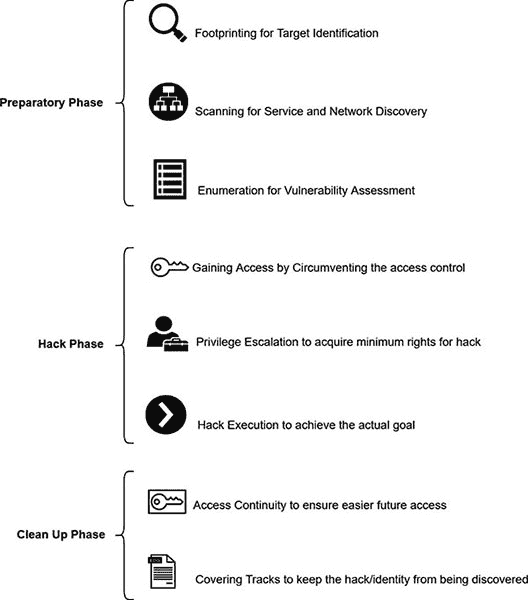 Footprinting for Target Identification
Preparatory Phase
Scanning for Service and Network Discovery
Enumeration for Vulnerability Assessment
Gaining Access by Circumventing the access control
Hack Phase
Privilege Escalation to acquire minimum rights for hack
Hack Execution to achieve the actual goal
Access Continuity to ensure easier future access
Clean Up Phase
Covering Tracks to keep the hack/identity from being discovered